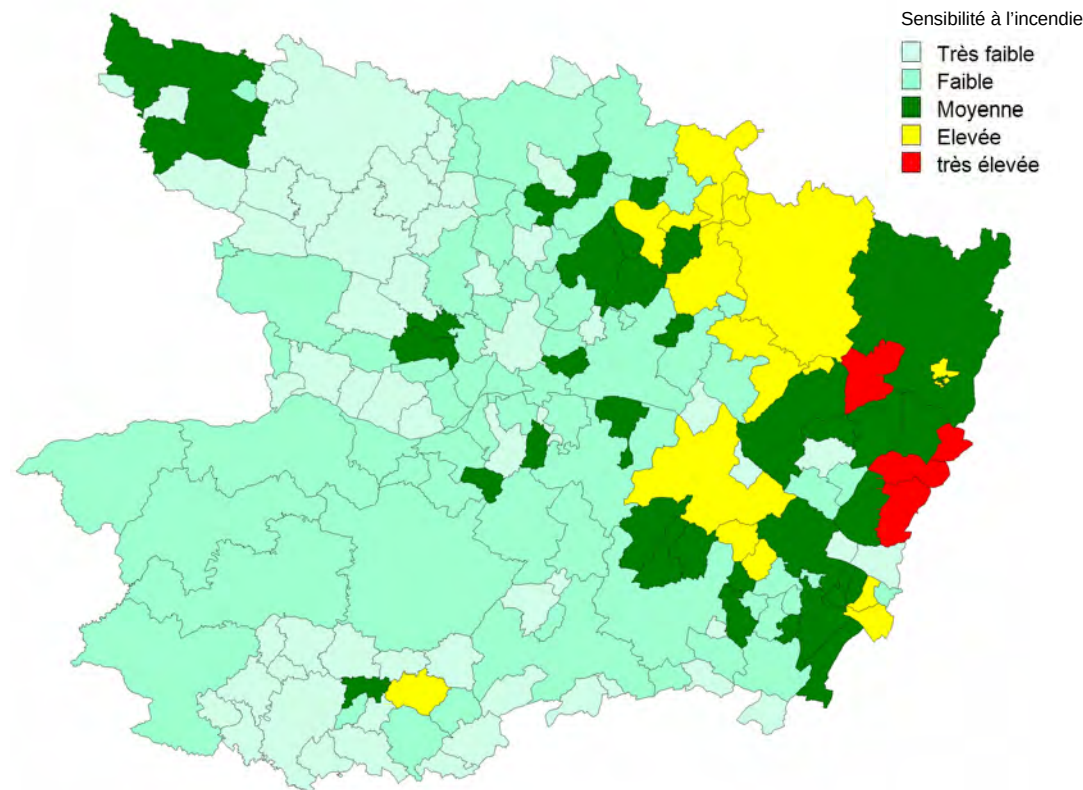 Sensibilité à l’incendie
Très faible
Faible
Moyenne
Elevée
très élevée